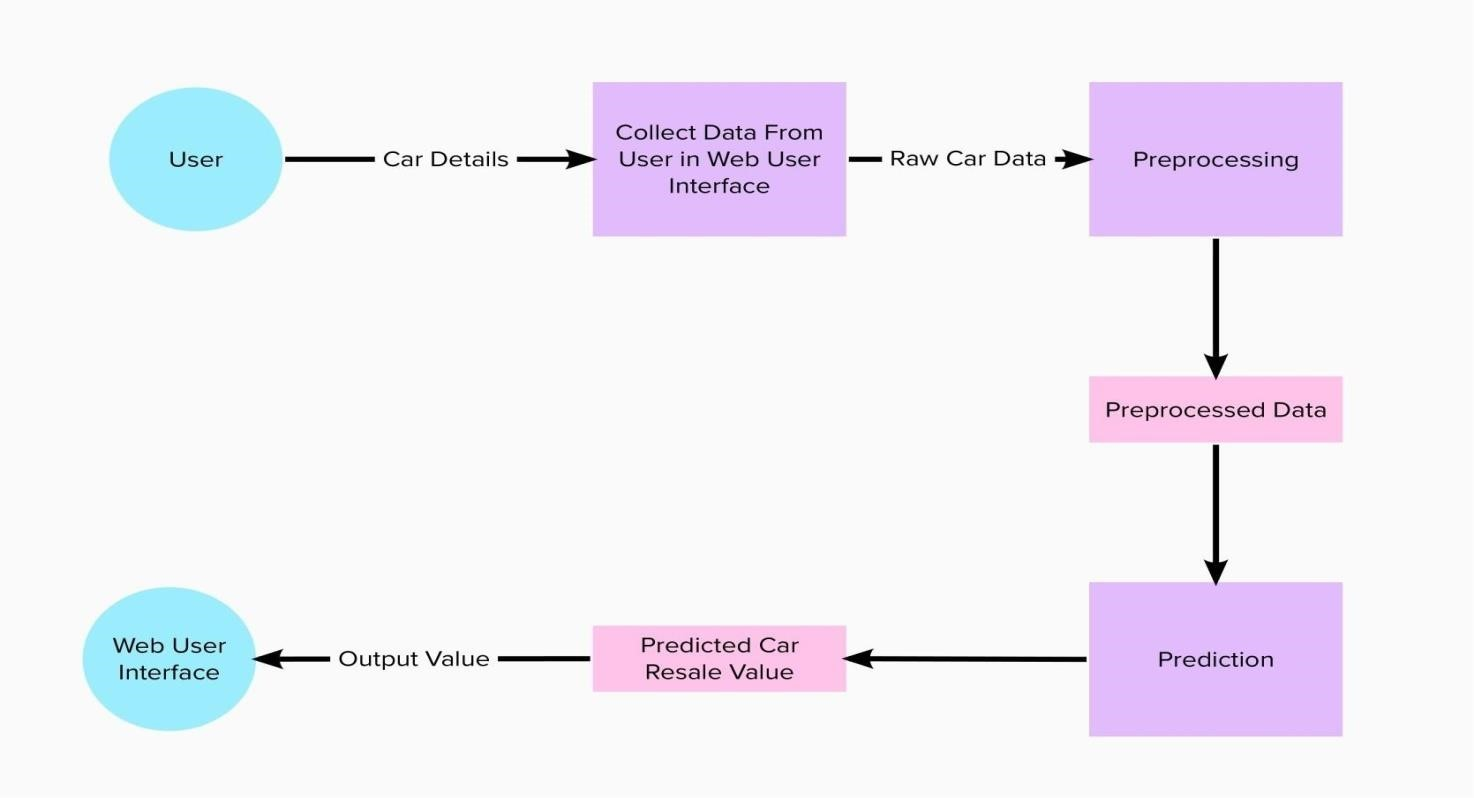 User
Car Details
Collect Data From
User in Web User
Interface
Raw Car Data
Preprocessing
Preprocessed Data
Prediction
Predicted Car
Resale Value
Output Value
Web User
Interface